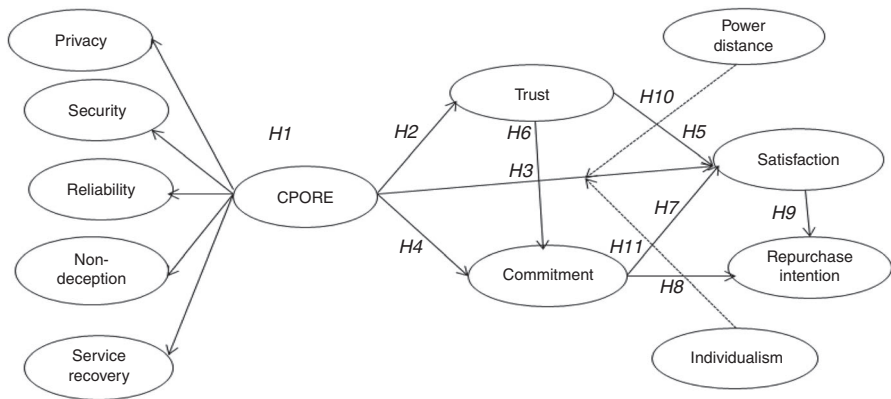 Privacy
Security
Reliability
Non-
deception
Service
recovery
H1
CPORE
H2
H3
H4
Trust
H6
Commitment
H10
H5
H7
H11
H8
Power
distance
Satisfaction
H9
Repurchase
intention
Individualism